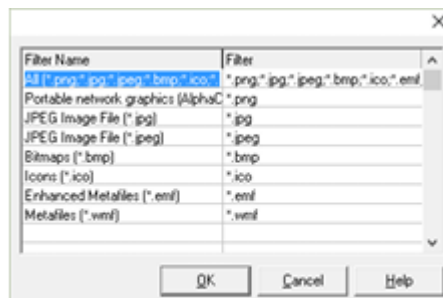 Filter Name Filter
All (*.png;*.jpg;*.jpeg;*.bmp;*.ico;*. *.png;*.jpg;*.jpeg;*.bmp;*.ico;*.emf
Portable network graphics (AlphaC *.png
JPEG Image File (*.jpg) *.jpg
JPEG Image File (*.jpeg) *.jpeg
Bitmaps (*.bmp) *.bmp
Icons (*.ico) *.ico
Enhanced Metafiles (*.emf) *.emf
Metafiles (*.wmf) *.wmf
OK Cancel Help